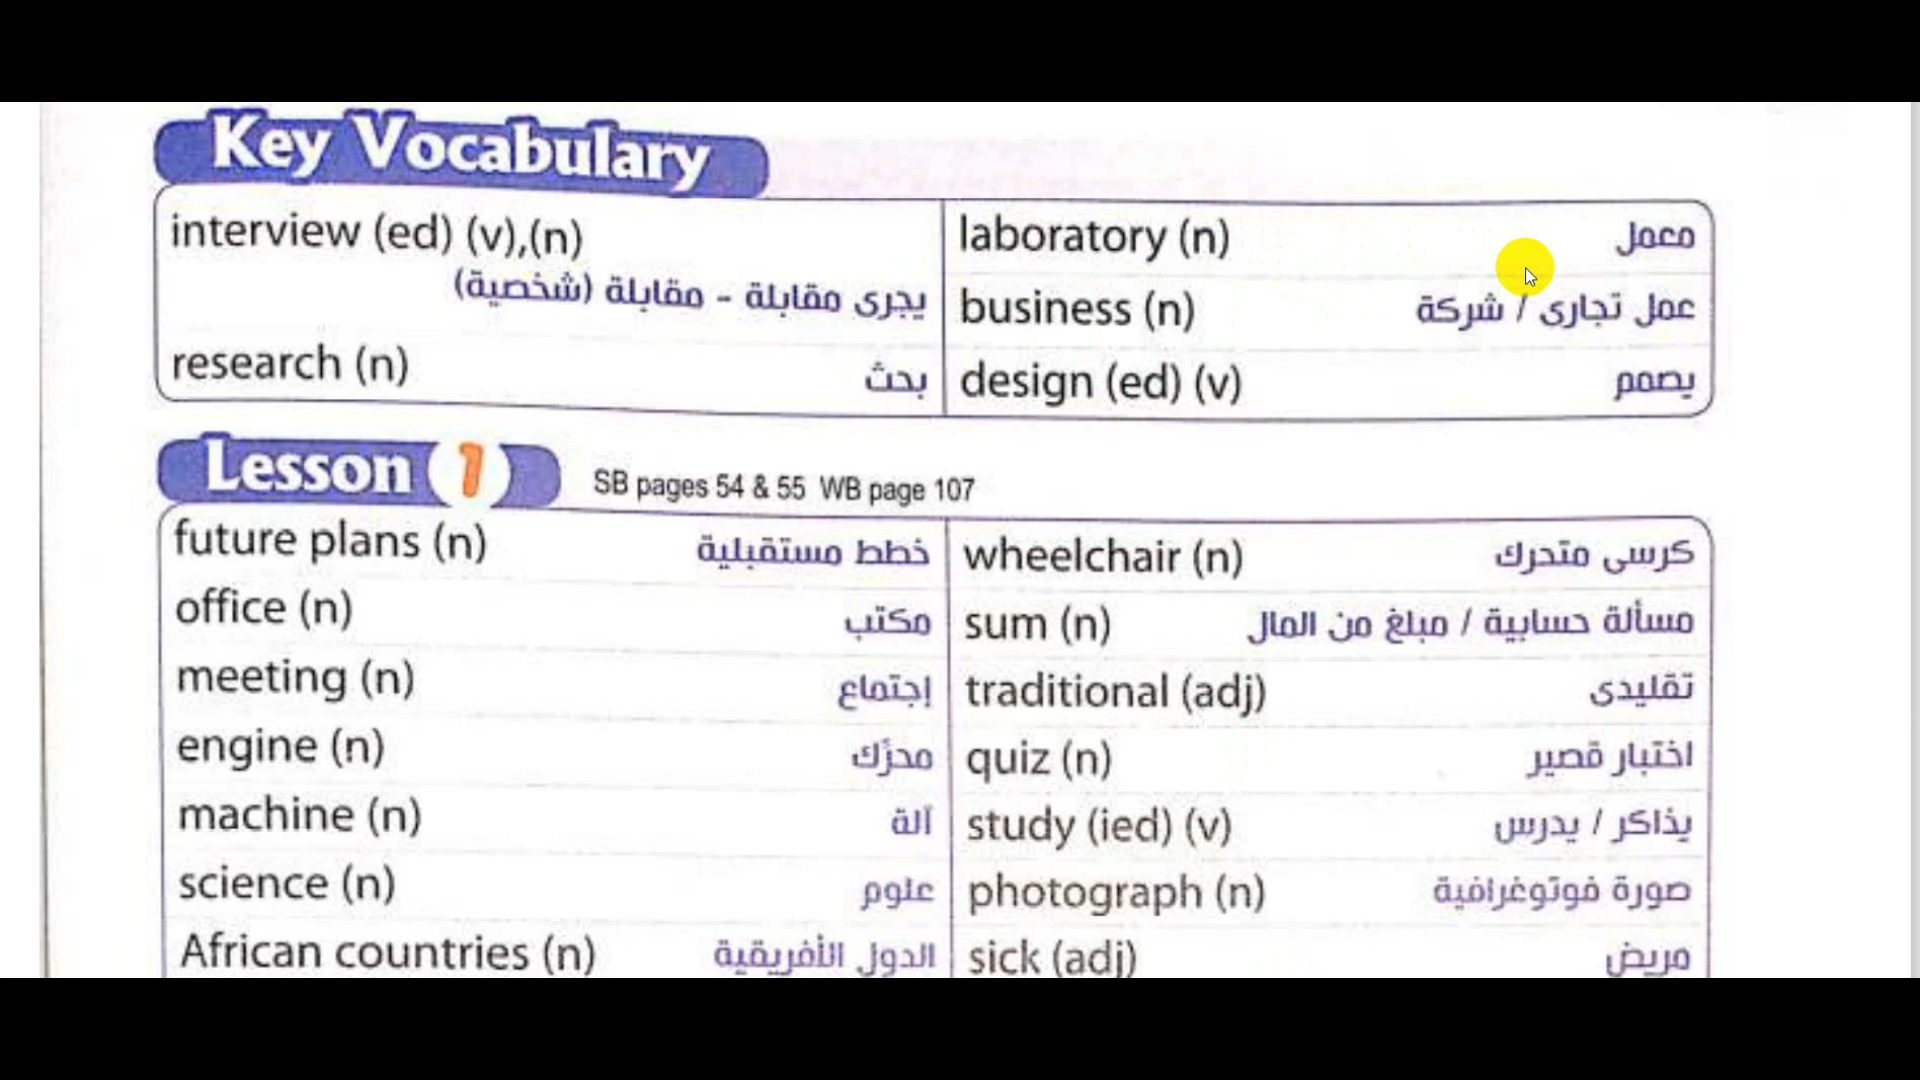 Key Vocabulary
interview (ed) (v),(n)
يجرى مقابلة - مقابلة (شخصية)
research (n) بحث
laboratory (n) معمل
business (n) عمل تجارى / شركة
design (ed) (v) يصمم
Lesson 1 SB pages 54 & 55 WB page 107
future plans (n) خطط مستقبلية
office (n) مكتب
meeting (n) إجتماع
engine (n) محرّك
machine (n) آلة
science (n) علوم
African countries (n) الدول الأفريقية
wheelchair (n) كرسى متحرك
sum (n) مسألة حسابية / مبلغ من المال
traditional (adj) تقليدى
quiz (n) اختبار قصير
study (ied) (v) يذاكر / يدرس
photograph (n) صورة فوتوغرافية
sick (adj) مريض